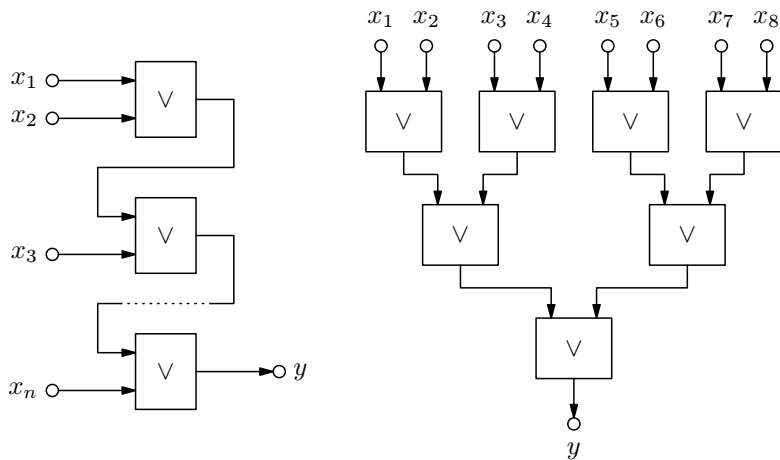 x₁
x₂
∨
x₃
∨
xₙ
∨
y
x₁ x₂ x₃ x₄ x₅ x₆ x₇ x₈
∨ ∨ ∨ ∨
∨ ∨
∨
y